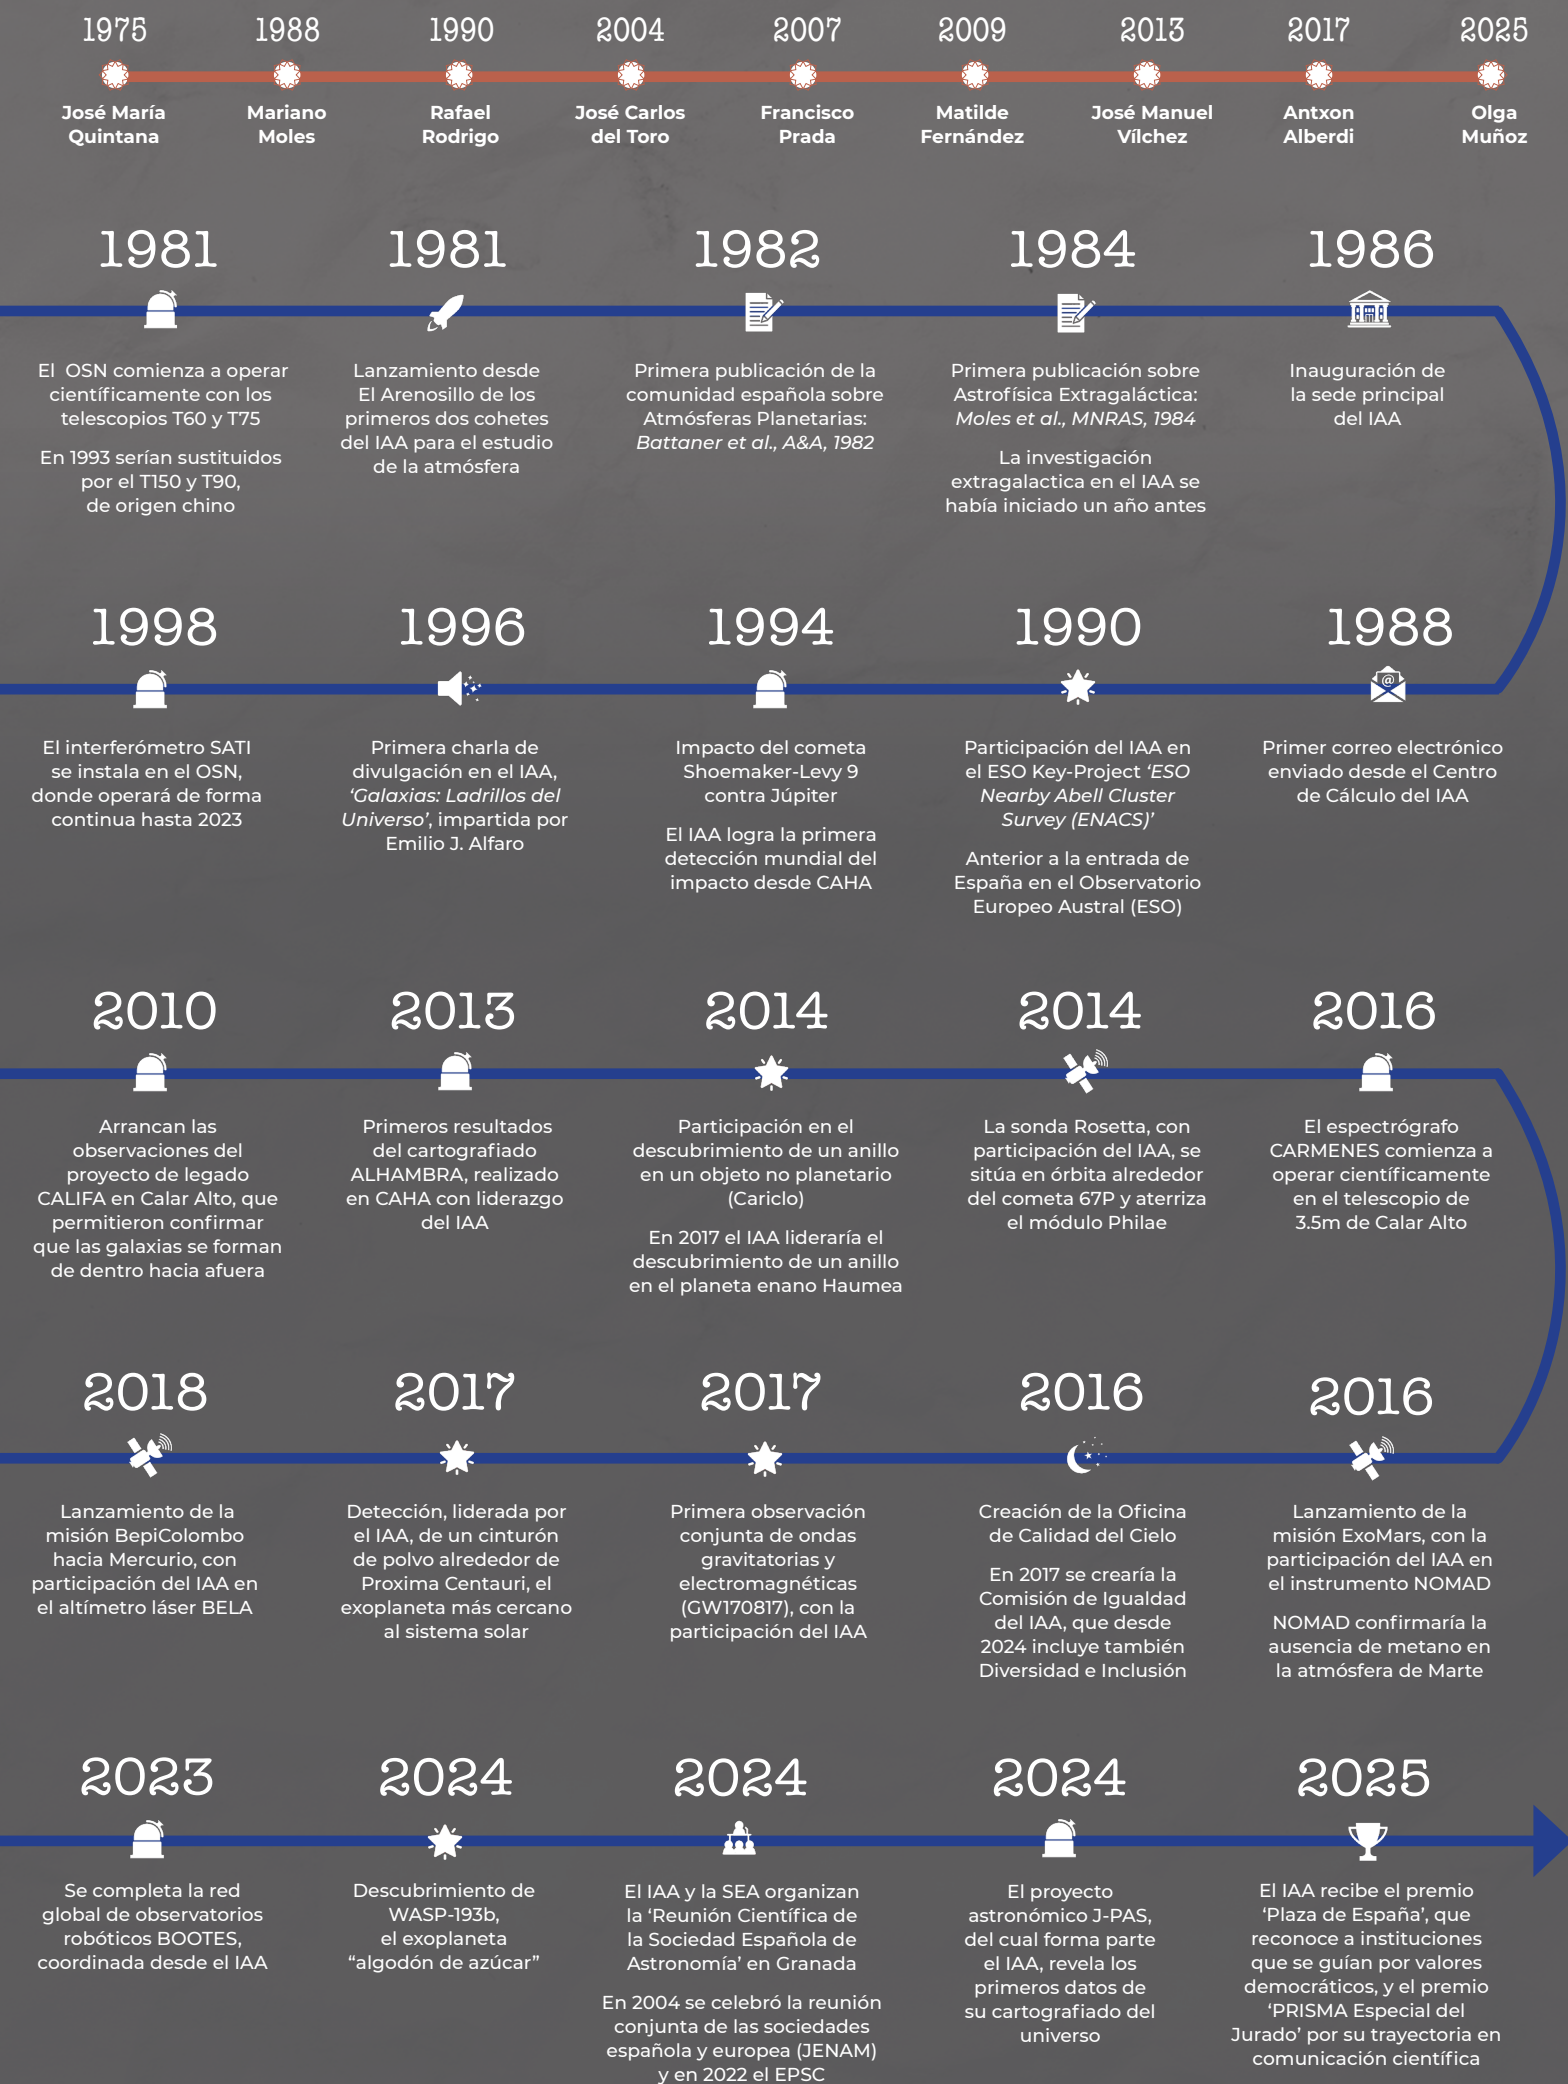 1975
José María
Quintana
1988
Mariano
Moles
1990
Rafael
Rodrigo
2004
José Carlos
del Toro
2007
Francisco
Prada
2009
Matilde
Fernández
2013
José Manuel
Vílchez
2017
Antxon
Alberdi
2025
Olga
Muñoz
1981
El OSN comienza a operar
científicamente con los
telescopios T60 y T75
En 1993 serían sustituidos
por el T150 y T90,
de origen chino
1981
Lanzamiento desde
El Arenosillo de los
primeros dos cohetes
del IAA para el estudio
de la atmósfera
1982
Primera publicación de la
comunidad española sobre
Atmósferas Planetarias:
Battaner et al., A&A, 1982
1984
Primera publicación sobre
Astrofísica Extragaláctica:
Moles et al., MNRAS, 1984
La investigación
extragalactica en el IAA se
había iniciado un año antes
1986
Inauguración de
la sede principal
del IAA
1998
El interferómetro SATI
se instala en el OSN,
donde operará de forma
continua hasta 2023
1996
Primera charla de
divulgación en el IAA,
‘Galaxias: Ladrillos del
Universo’, impartida por
Emilio J. Alfaro
1994
Impacto del cometa
Shoemaker-Levy 9
contra Júpiter
El IAA logra la primera
detección mundial del
impacto desde CAHA
1990
Participación del IAA en
el ESO Key-Project ‘ESO
Nearby Abell Cluster
Survey (ENACS)’
Anterior a la entrada de
España en el Observatorio
Europeo Austral (ESO)
1988
@
Primer correo electrónico
enviado desde el Centro
de Cálculo del IAA
2010
Arrancan las
observaciones del
proyecto de legado
CALIFA en Calar Alto, que
permitieron confirmar
que las galaxias se forman
de dentro hacia afuera
2013
Primeros resultados
del cartografiado
ALHAMBRA, realizado
en CAHA con liderazgo
del IAA
2014
Participación en el
descubrimiento de un anillo
en un objeto no planetario
(Cariclo)
En 2017 el IAA lideraría el
descubrimiento de un anillo
en el planeta enano Haumea
2014
La sonda Rosetta, con
participación del IAA, se
sitúa en órbita alrededor
del cometa 67P y aterriza
el módulo Philae
2016
El espectrógrafo
CARMENES comienza a
operar científicamente
en el telescopio de
3.5m de Calar Alto
2018
Lanzamiento de la
misión BepiColombo
hacia Mercurio, con
participación del IAA en
el altímetro láser BELA
2017
Detección, liderada por
el IAA, de un cinturón
de polvo alrededor de
Proxima Centauri, el
exoplaneta más cercano
al sistema solar
2017
Primera observación
conjunta de ondas
gravitatorias y
electromagnéticas
(GW170817), con la
participación del IAA
2016
Creación de la Oficina
de Calidad del Cielo
En 2017 se crearía la
Comisión de Igualdad
del IAA, que desde
2024 incluye también
Diversidad e Inclusión
2016
Lanzamiento de la
misión ExoMars, con la
participación del IAA en
el instrumento NOMAD
NOMAD confirmaría la
ausencia de metano en
la atmósfera de Marte
2023
Se completa la red
global de observatorios
robóticos BOOTES,
coordinada desde el IAA
2024
Descubrimiento de
WASP-193b,
el exoplaneta
“algodón de azúcar”
2024
El IAA y la SEA organizan
la ‘Reunión Científica de
la Sociedad Española de
Astronomía’ en Granada
En 2004 se celebró la reunión
conjunta de las sociedades
española y europea (JENAM)
y en 2022 el EPSC
2024
El proyecto
astronómico J-PAS,
del cual forma parte
el IAA, revela los
primeros datos de
su cartografiado del
universo
2025
El IAA recibe el premio
‘Plaza de España’, que
reconoce a instituciones
que se guían por valores
democráticos, y el premio
‘PRISMA Especial del
Jurado’ por su trayectoria en
comunicación científica